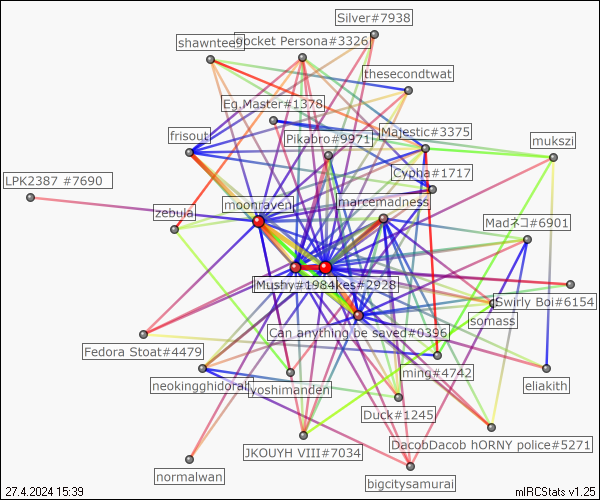 Silver#7938
shawntee9
pocket Persona#3326
thesecondtwat
Eg.Master#1378
Majestic#3375
frisout
Pikabro#9971
mukszi
Cypha#1717
LPK2387 #7690
moonraven
marcemadness
zebula
Madネコ#6901
Mushy#1984
kes#2928
Swirly Boi#6154
somass
Can anything be saved#0396
Fedora Stoat#4479
ming#4742
neokingghidorah
yoshimanden
eliakith
Duck#1245
DacobDacob hORNY police#5271
JKOUYH VIII#7034
normalwan
bigcitysamurai
27.4.2024 15:39
mIRCStats v1.25